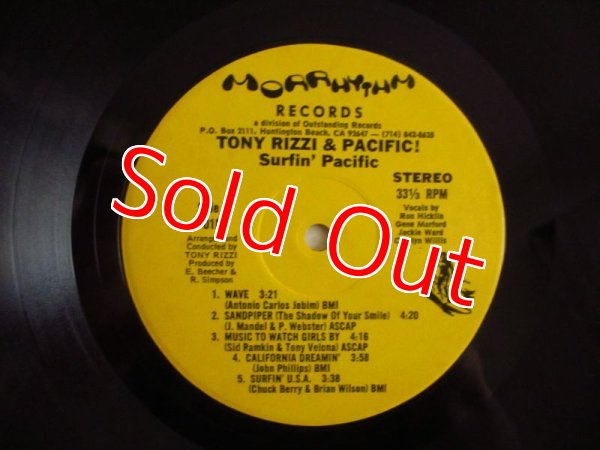 MORRHYTHM
RECORDS
a division of Outstanding Records
P.O. Box 2111, Huntington Beach, CA 92647 — (714) 842-8635
TONY RIZZI & PACIFIC!
Surfin' Pacific
STEREO
33⅓ RPM
Vocals by
Ron Hicklin
Gene Morford
Jackie Ward
Willis
Sold Out
and
Conducted by
TONY RIZZI
Produced by
E. Beecher &
R. Simpson
1. WAVE 3:21
(Antonio Carlos Jobim) BMI
2. SANDPIPER (The Shadow Of Your Smile) 4:20
(J. Mandel & P. Webster) ASCAP
3. MUSIC TO WATCH GIRLS BY 4:16
(Sid Ramkin & Tony Velona) ASCAP
4. CALIFORNIA DREAMIN' 3:58
(John Phillips) BMI
5. SURFIN' U.S.A. 3:38
(Chuck Berry & Brian Wilson) BMI